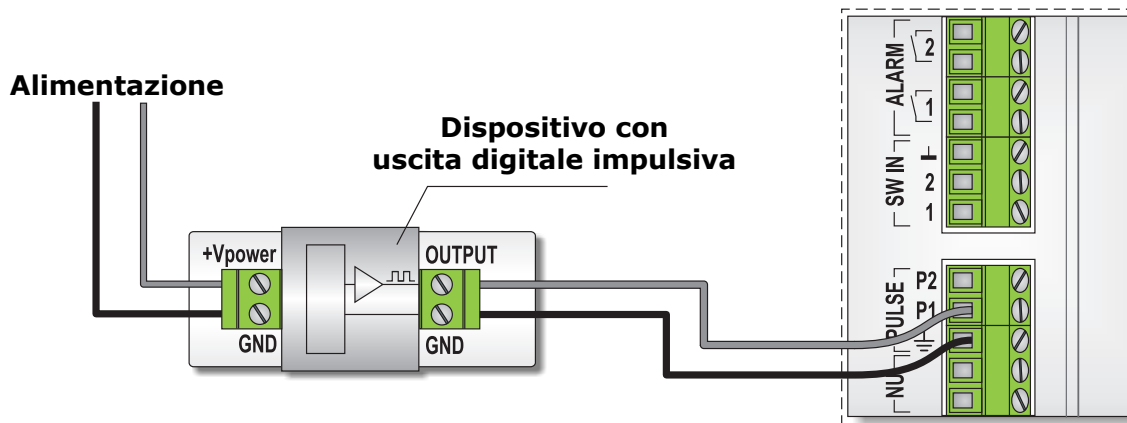 Alimentazione
Dispositivo con
uscita digitale impulsiva
+Vpower
GND
OUTPUT
GND
ALARM
2
1
SW IN
2
1
PULSE
P2
P1
NU